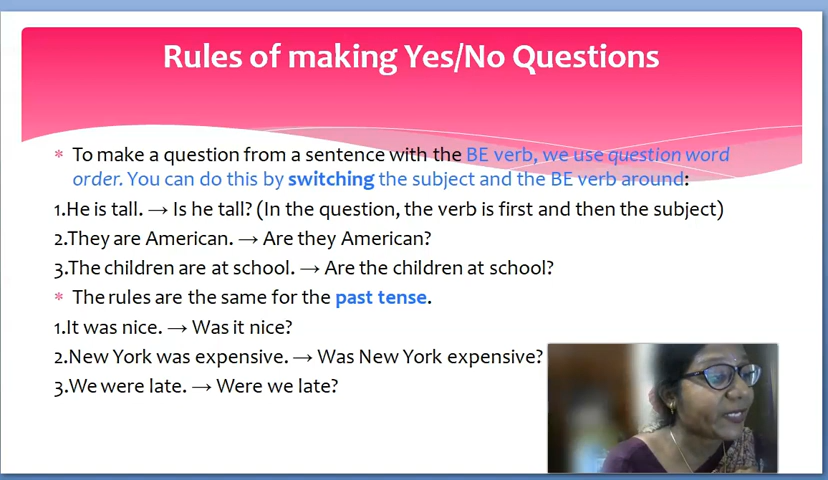 Rules of making Yes/No Questions
* To make a question from a sentence with the BE verb, we use question word
order. You can do this by switching the subject and the BE verb around:
1.He is tall. → Is he tall? (In the question, the verb is first and then the subject)
2.They are American. → Are they American?
3.The children are at school. → Are the children at school?
* The rules are the same for the past tense.
1.It was nice. → Was it nice?
2.New York was expensive. → Was New York expensive?
3.We were late. → Were we late?